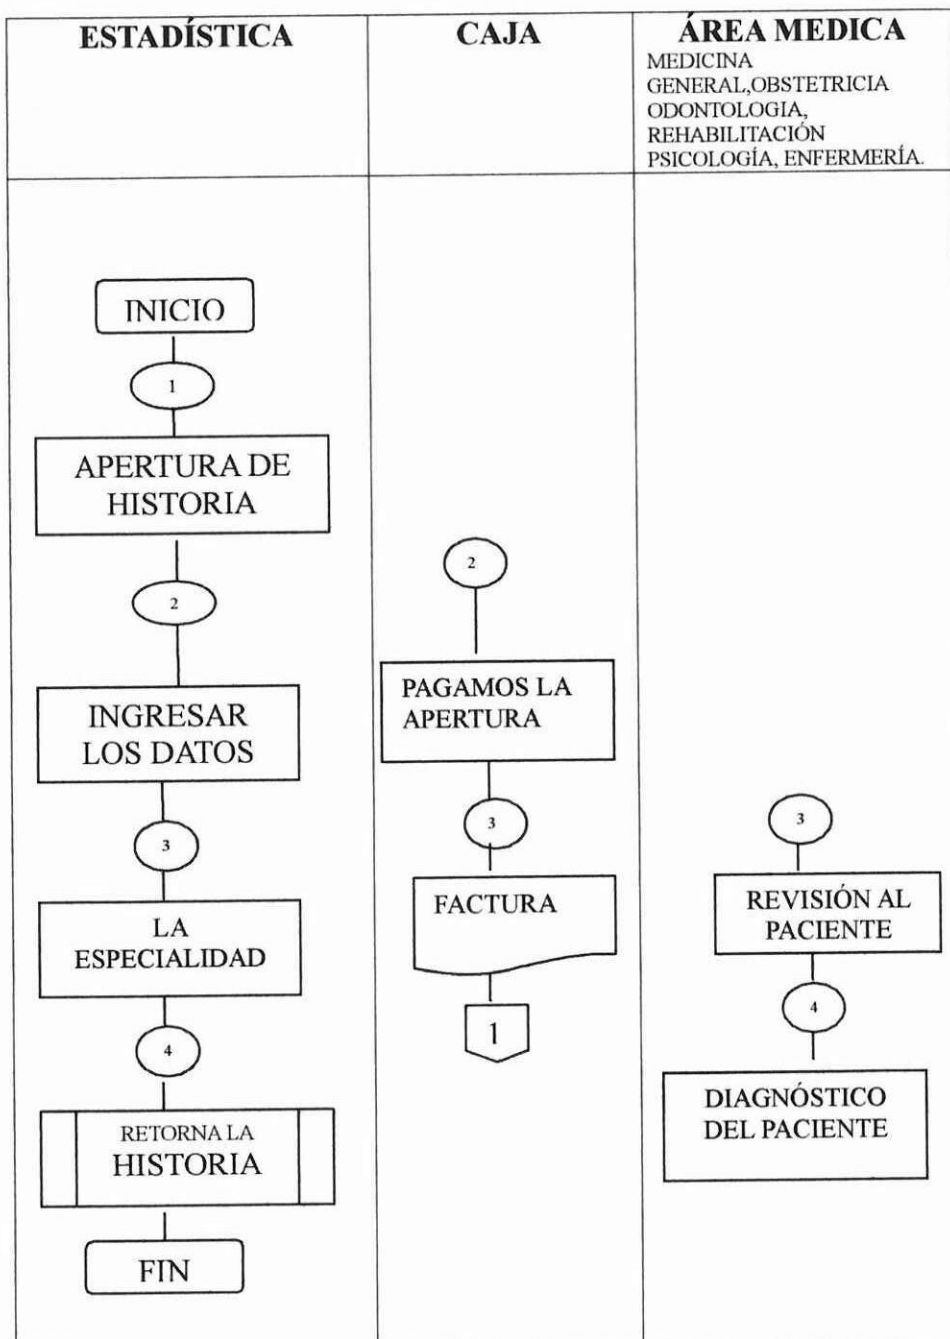 ESTADÍSTICA
CAJA
ÁREA MEDICA
MEDICINA
GENERAL,OBSTETRICIA
ODONTOLOGIA,
REHABILITACIÓN
PSICOLOGÍA, ENFERMERÍA.
INICIO
1
APERTURA DE
HISTORIA
2
INGRESAR
LOS DATOS
3
LA
ESPECIALIDAD
4
RETORNA LA
HISTORIA
FIN
2
PAGAMOS LA
APERTURA
3
FACTURA
1
3
REVISIÓN AL
PACIENTE
4
DIAGNÓSTICO
DEL PACIENTE